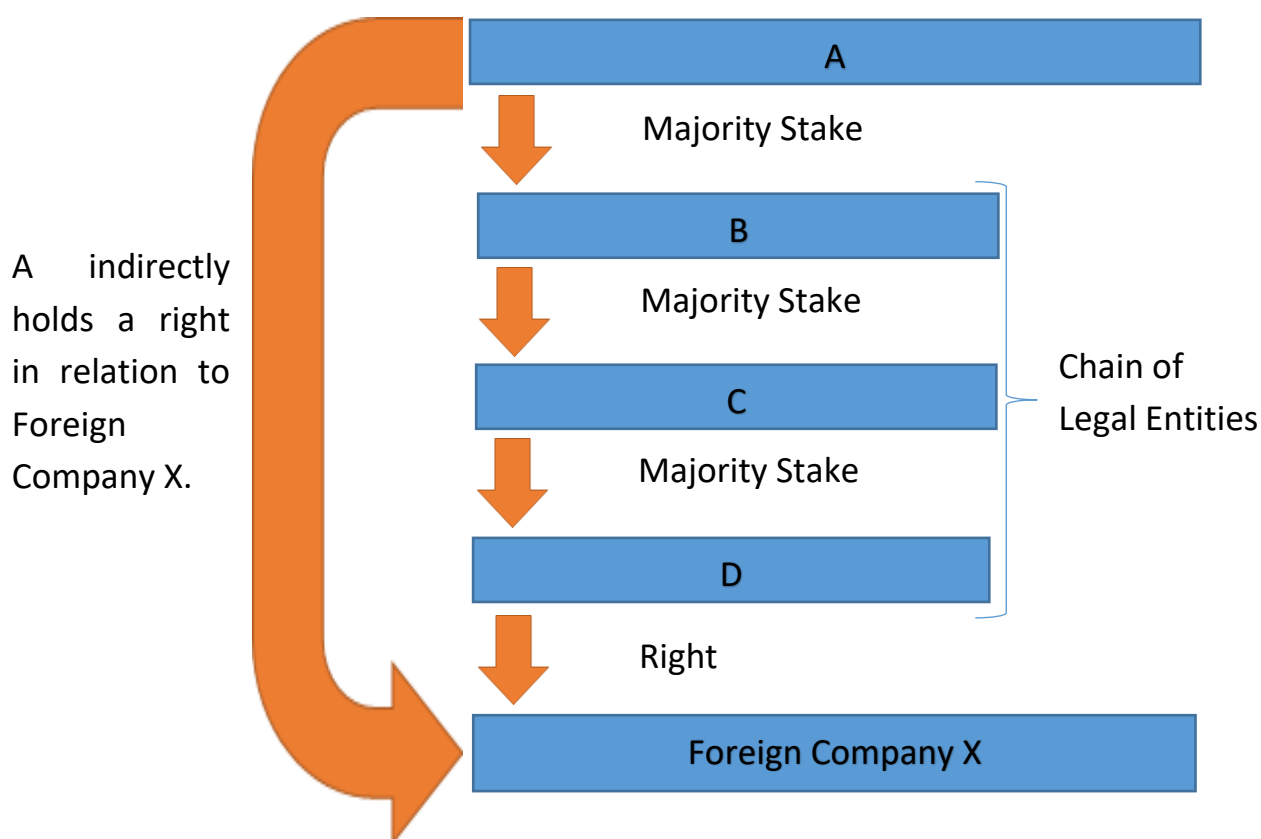 A
Majority Stake
B
Majority Stake
A indirectly
holds a right
in relation to
Foreign
Company X.
C
Chain of
Legal Entities
Majority Stake
D
Right
Foreign Company X